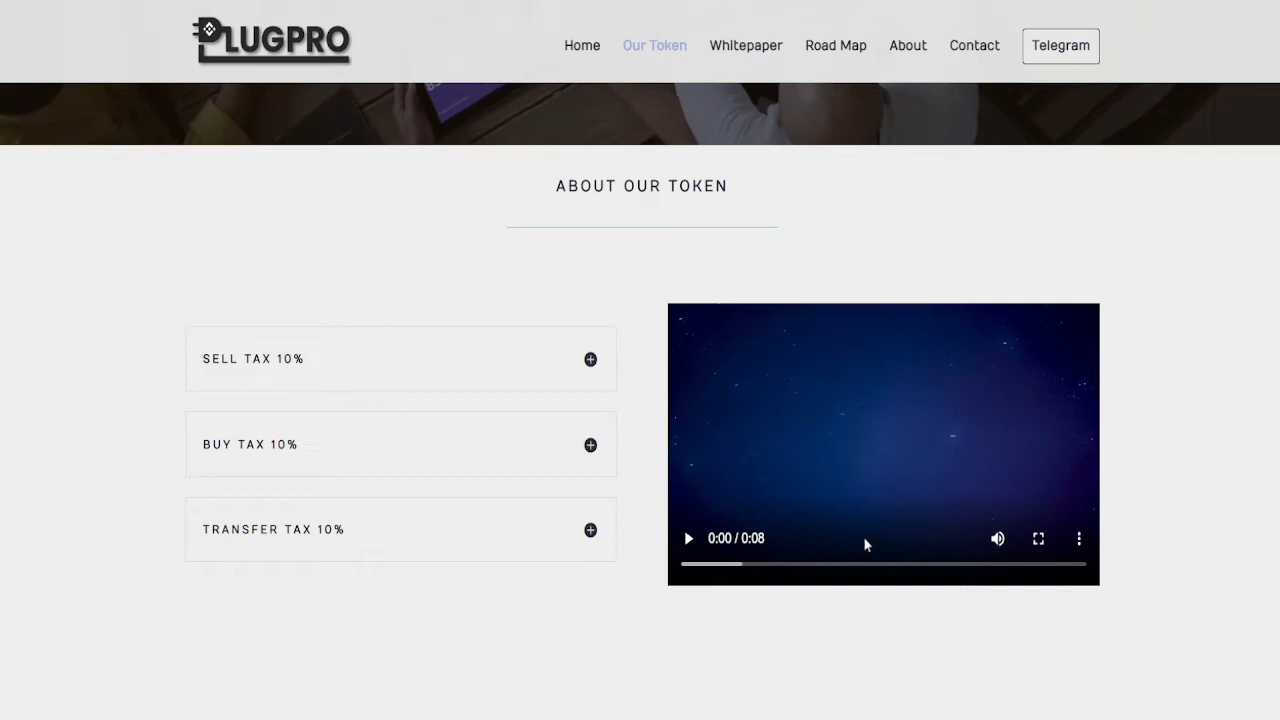 PLUGPRO
Home Our Token Whitepaper Road Map About Contact Telegram
ABOUT OUR TOKEN
SELL TAX 10%
BUY TAX 10%
TRANSFER TAX 10%
0:00 / 0:08